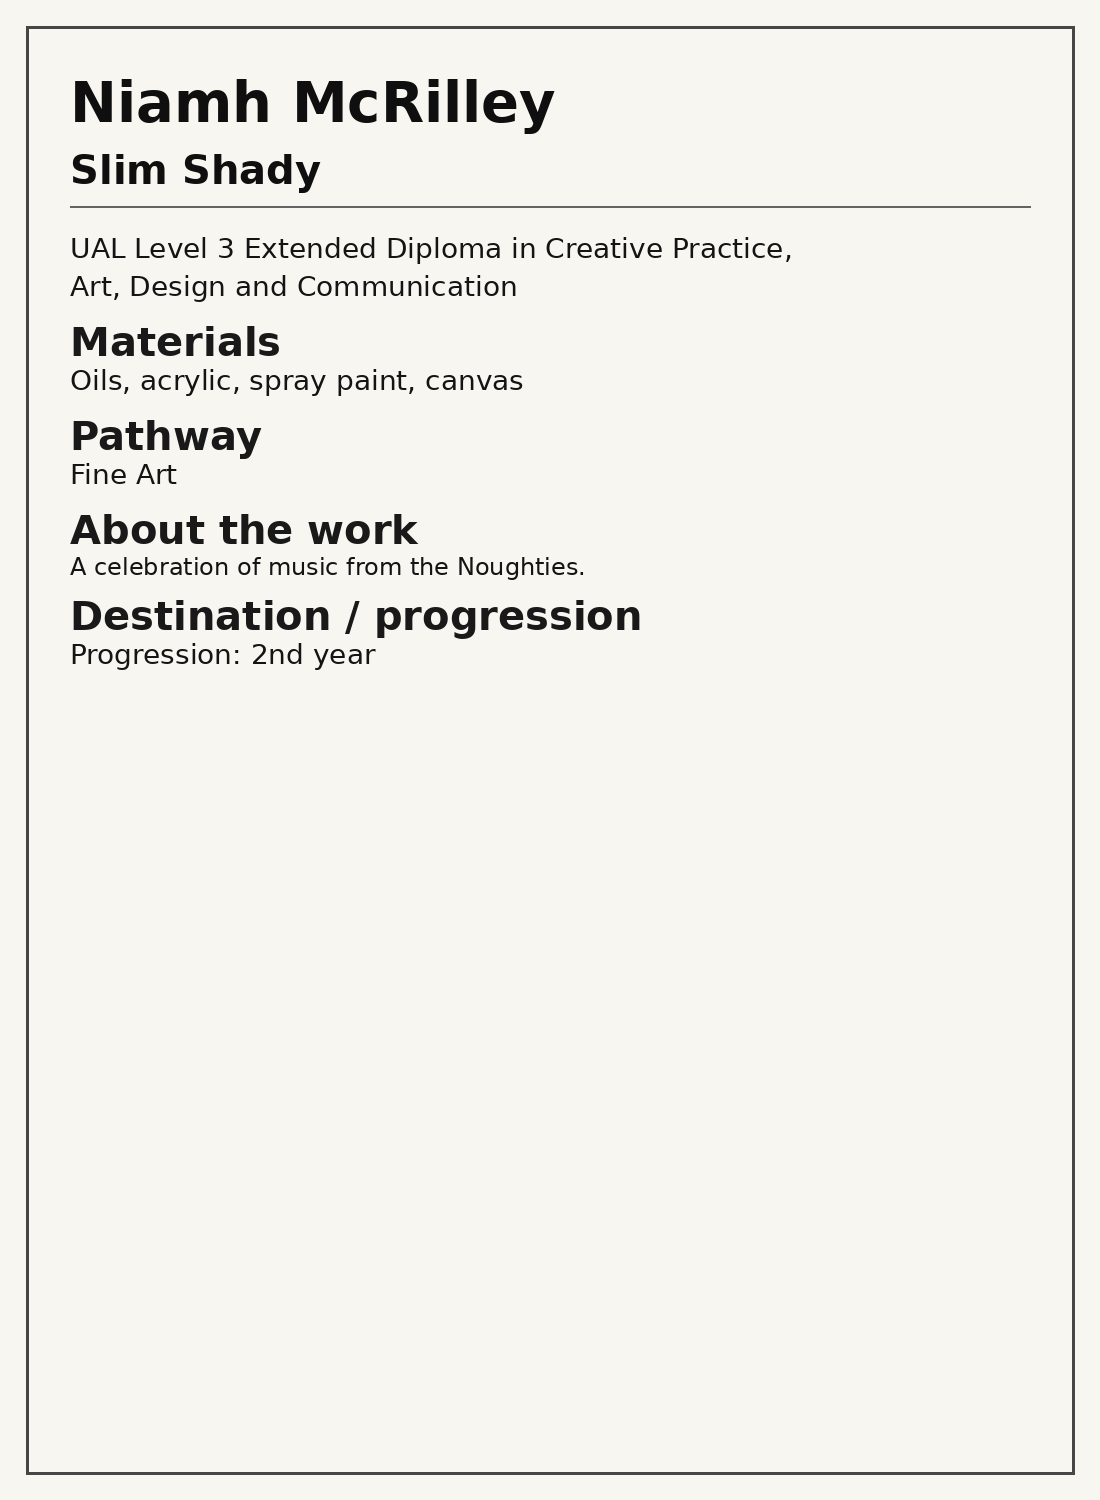 Niamh McRilley
Slim Shady
UAL Level 3 Extended Diploma in Creative Practice,
Art, Design and Communication
Materials
Oils, acrylic, spray paint, canvas
Pathway
Fine Art
About the work
A celebration of music from the Noughties.
Destination / progression
Progression: 2nd year